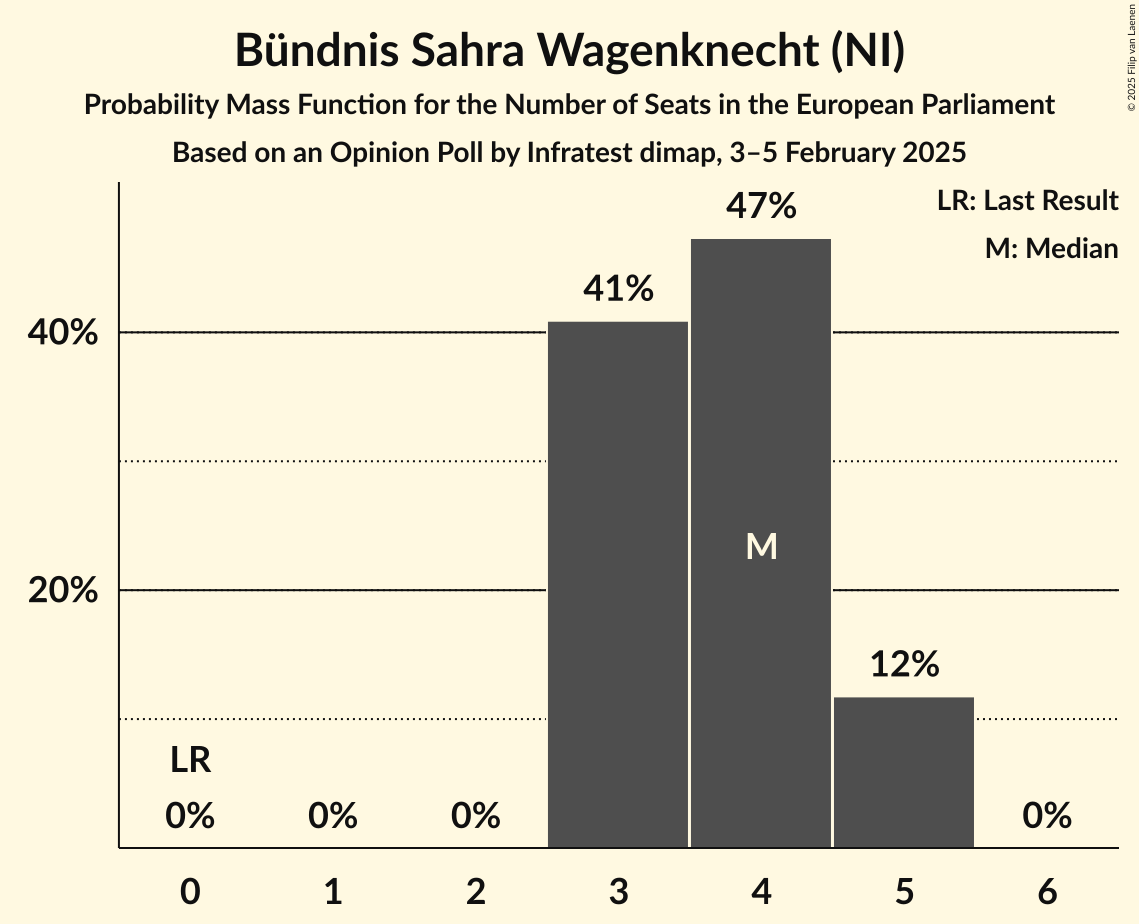 Bündnis Sahra Wagenknecht (NI)
Probability Mass Function for the Number of Seats in the European Parliament
Based on an Opinion Poll by Infratest dimap, 3–5 February 2025
© 2025 Filip van Laenen
LR: Last Result
M: Median
47%
41%
40%
M
20%
12%
LR
0%
0%
0%
0%
0
1
2
3
4
5
6